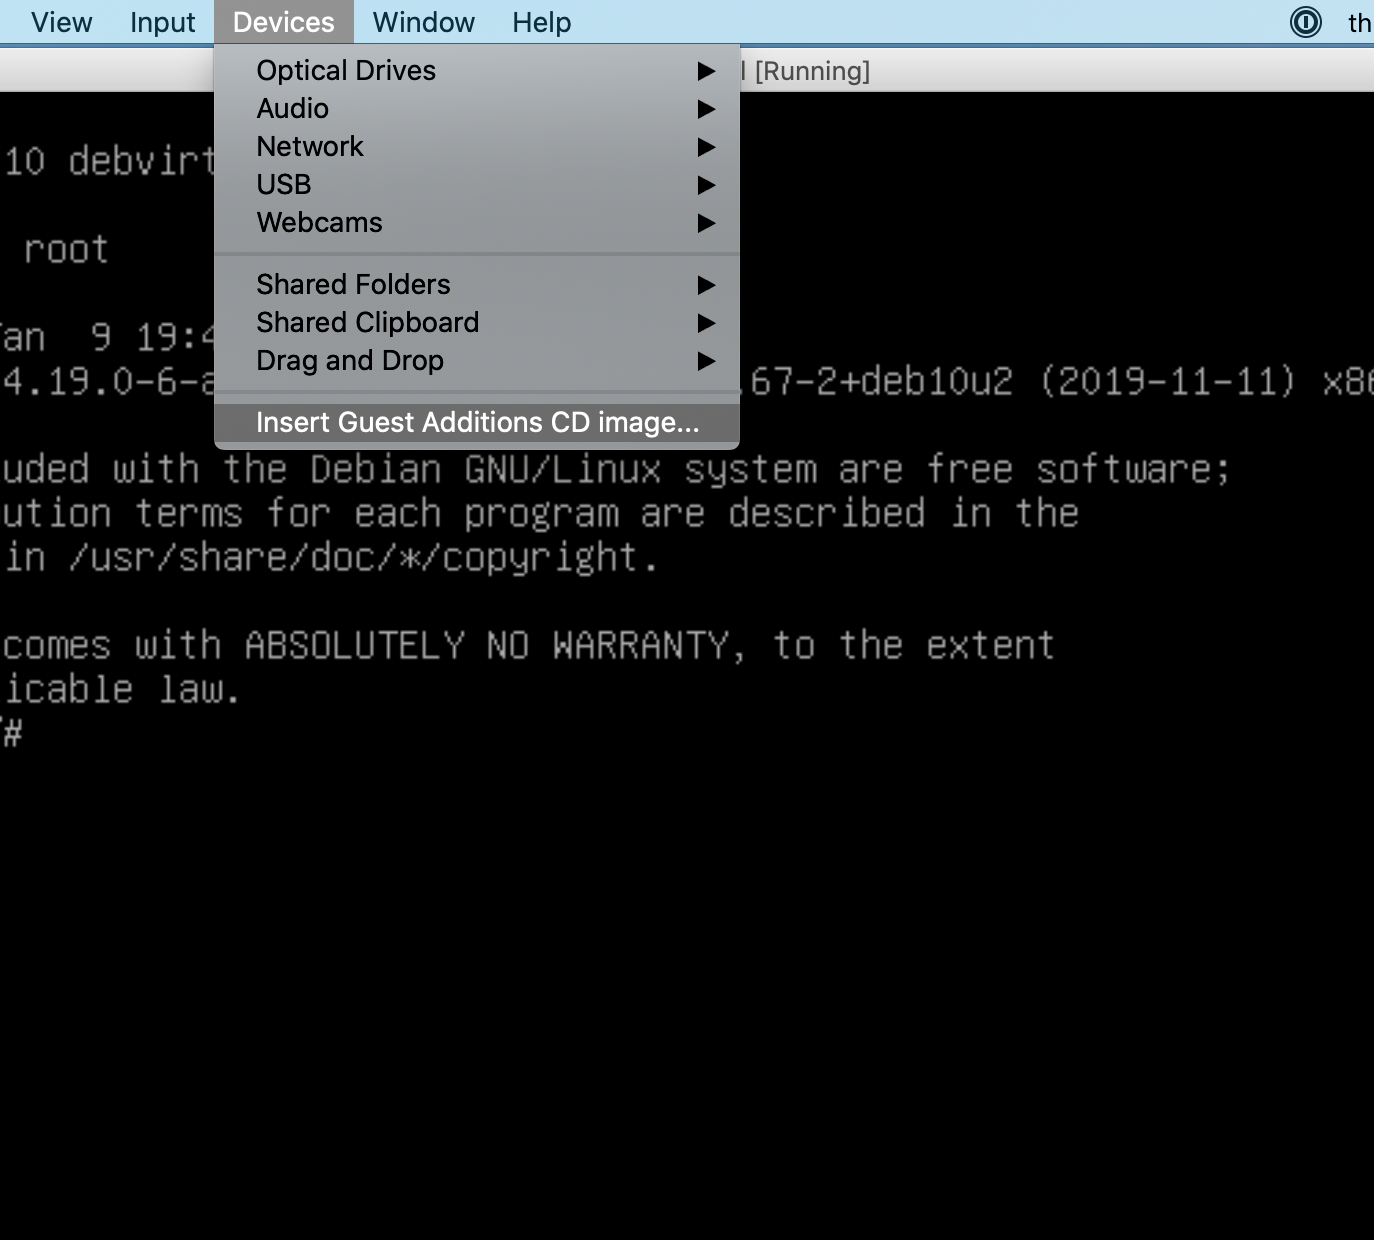 View Input Devices Window Help th
[Running]
Optical Drives
Audio
Network
USB
Webcams
Shared Folders
Shared Clipboard
Drag and Drop
Insert Guest Additions CD image...
10 debvirt
root
an 9 19:4
4.19.0-6-a .67-2+deb10u2 (2019-11-11) x86
uded with the Debian GNU/Linux system are free software;
ution terms for each program are described in the
in /usr/share/doc/*/copyright.
comes with ABSOLUTELY NO WARRANTY, to the extent
icable law.
#